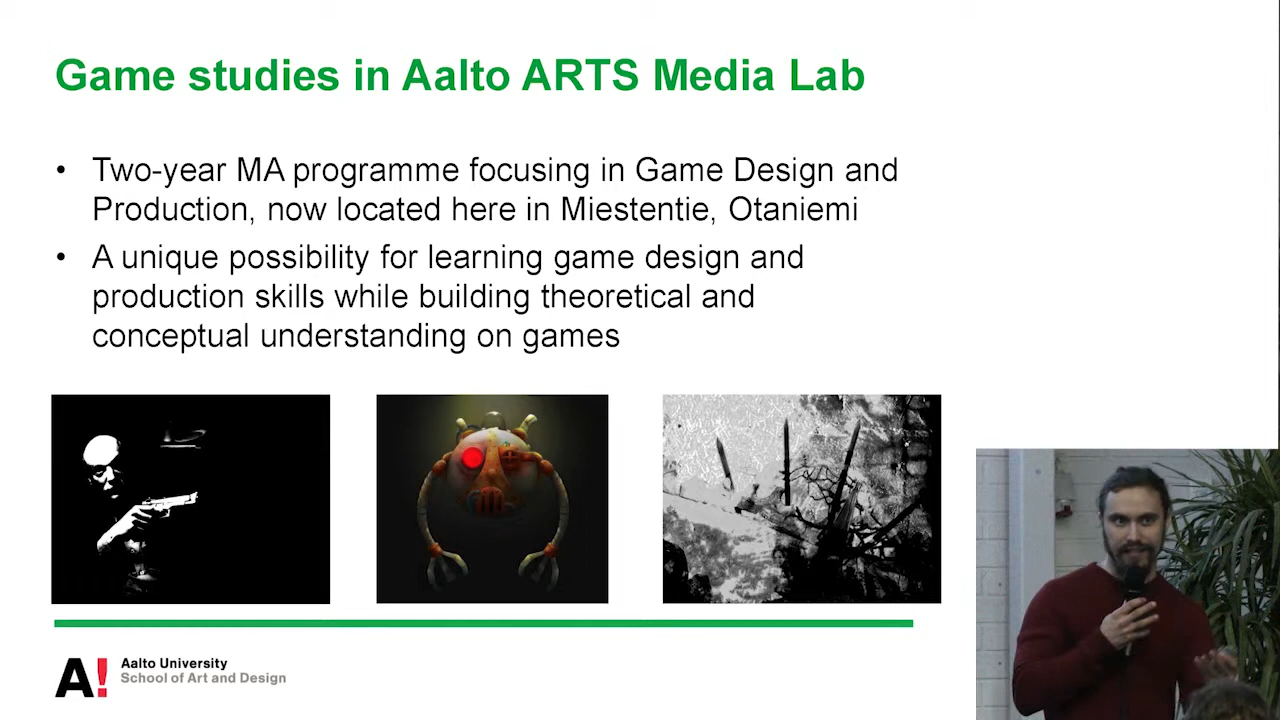 Game studies in Aalto ARTS Media Lab
• Two-year MA programme focusing in Game Design and
Production, now located here in Miestentie, Otaniemi
• A unique possibility for learning game design and
production skills while building theoretical and
conceptual understanding on games
A!
Aalto University
School of Art and Design